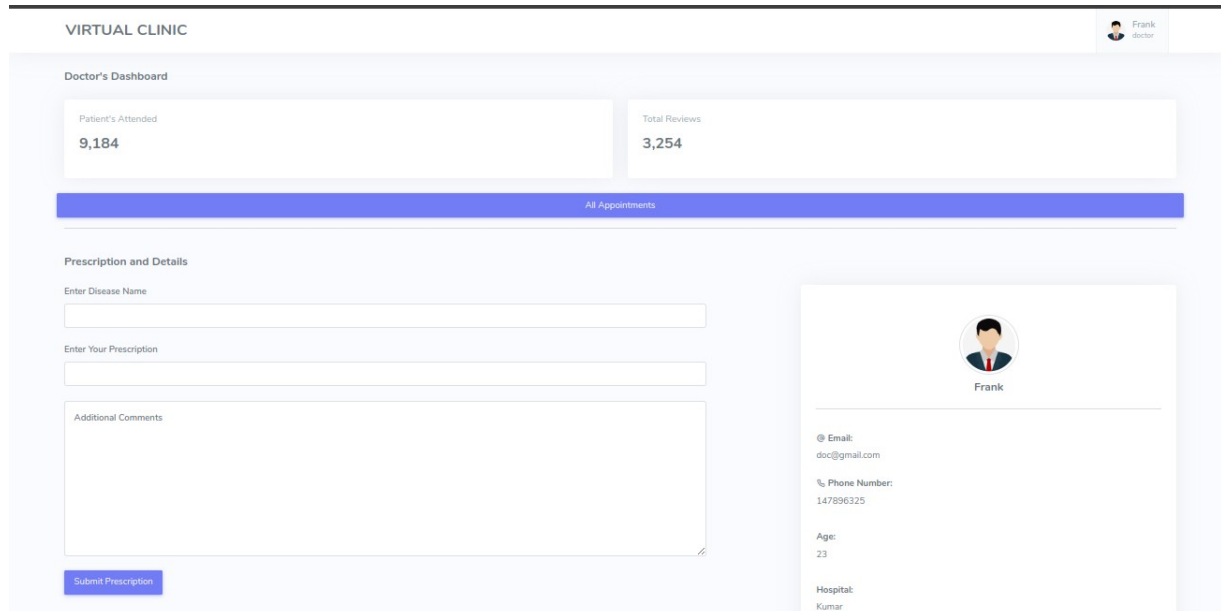 VIRTUAL CLINIC
Frank
doctor
Doctor's Dashboard
Patient's Attended
9,184
Total Reviews
3,254
All Appointments
Prescription and Details
Enter Disease Name
Enter Your Prescription
Additional Comments
Submit Prescription
Frank
@ Email:
doc@gmail.com
Phone Number:
147896325
Age:
23
Hospital:
Kumar